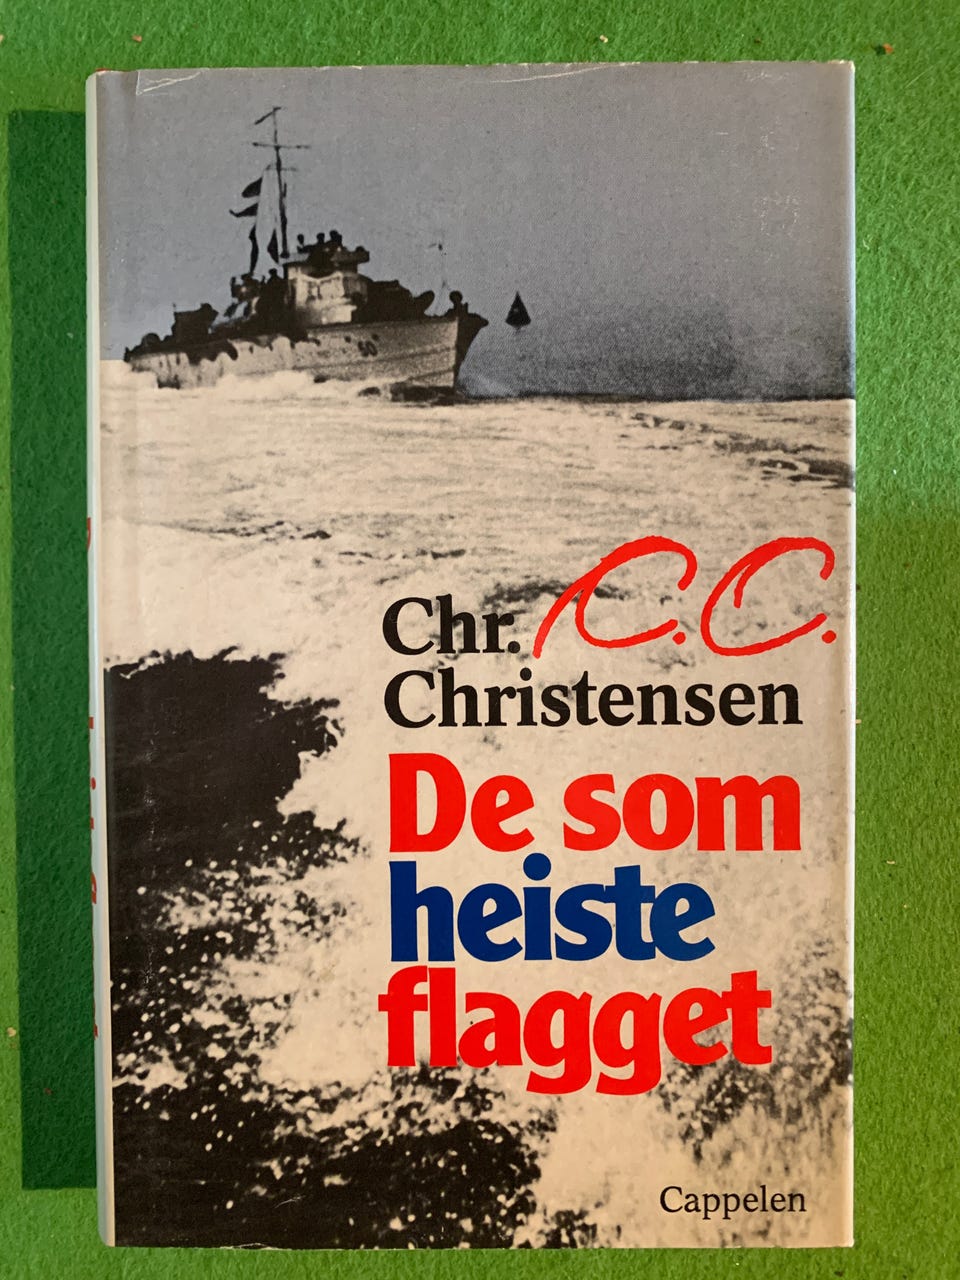 Chr. C.C.
Christensen
De som
heiste
flagget
Cappelen